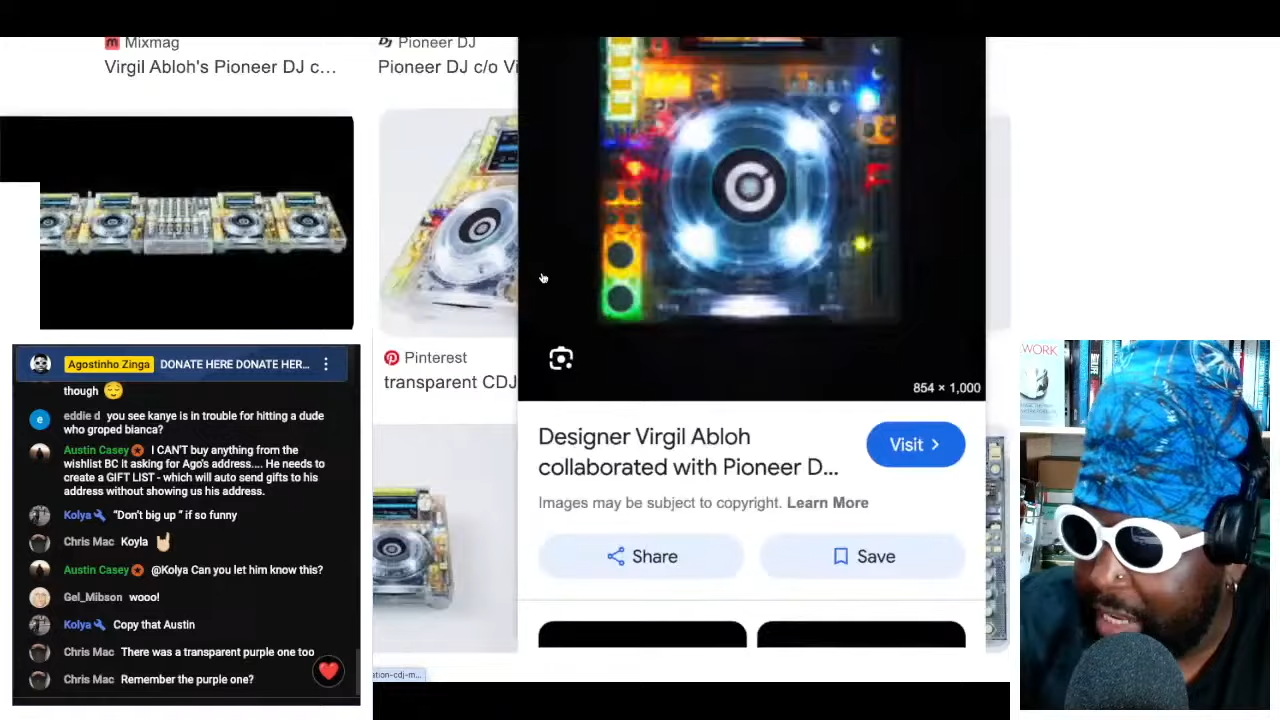 Mixmag
Pioneer DJ
Virgil Abloh's Pioneer DJ c...
Pioneer DJ c/o Vi
Pinterest
transparent CDJ
854 × 1,000
Designer Virgil Abloh
collaborated with Pioneer D...
Visit
Images may be subject to copyright. Learn More
Share
Save
ation-cdj-m...
Agostinho Zinga DONATE HERE DONATE HER...
though
eddie d you see kanye is in trouble for hitting a dude
who groped bianca?
Austin Casey I CAN'T buy anything from the
wishlist BC it asking for Ago's address.... He needs to
create a GIFT LIST - which will auto send gifts to his
address without showing us his address.
Kolya “Don't big up ” if so funny
Chris Mac Koyla
Austin Casey @Kolya Can you let him know this?
Gel_Mibson wooo!
Kolya Copy that Austin
Chris Mac There was a transparent purple one too
Chris Mac Remember the purple one?
WORK